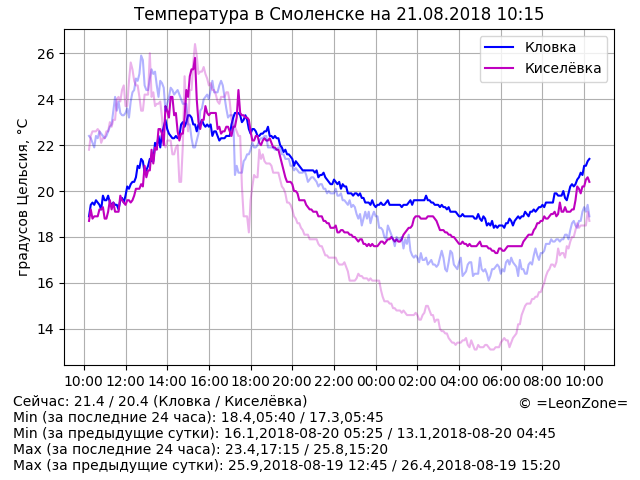 Температура в Смоленске на 21.08.2018 10:15
Кловка
Киселёвка
градусов Цельсия, °C
26
24
22
20
18
16
14
10:00 12:00 14:00 16:00 18:00 20:00 22:00 00:00 02:00 04:00 06:00 08:00 10:00
Сейчас: 21.4 / 20.4 (Кловка / Киселёвка)
© =LeonZone=
Min (за последние 24 часа): 18.4,05:40 / 17.3,05:45
Min (за предыдущие сутки): 16.1,2018-08-20 05:25 / 13.1,2018-08-20 04:45
Max (за последние 24 часа): 23.4,17:15 / 25.8,15:20
Max (за предыдущие сутки): 25.9,2018-08-19 12:45 / 26.4,2018-08-19 15:20